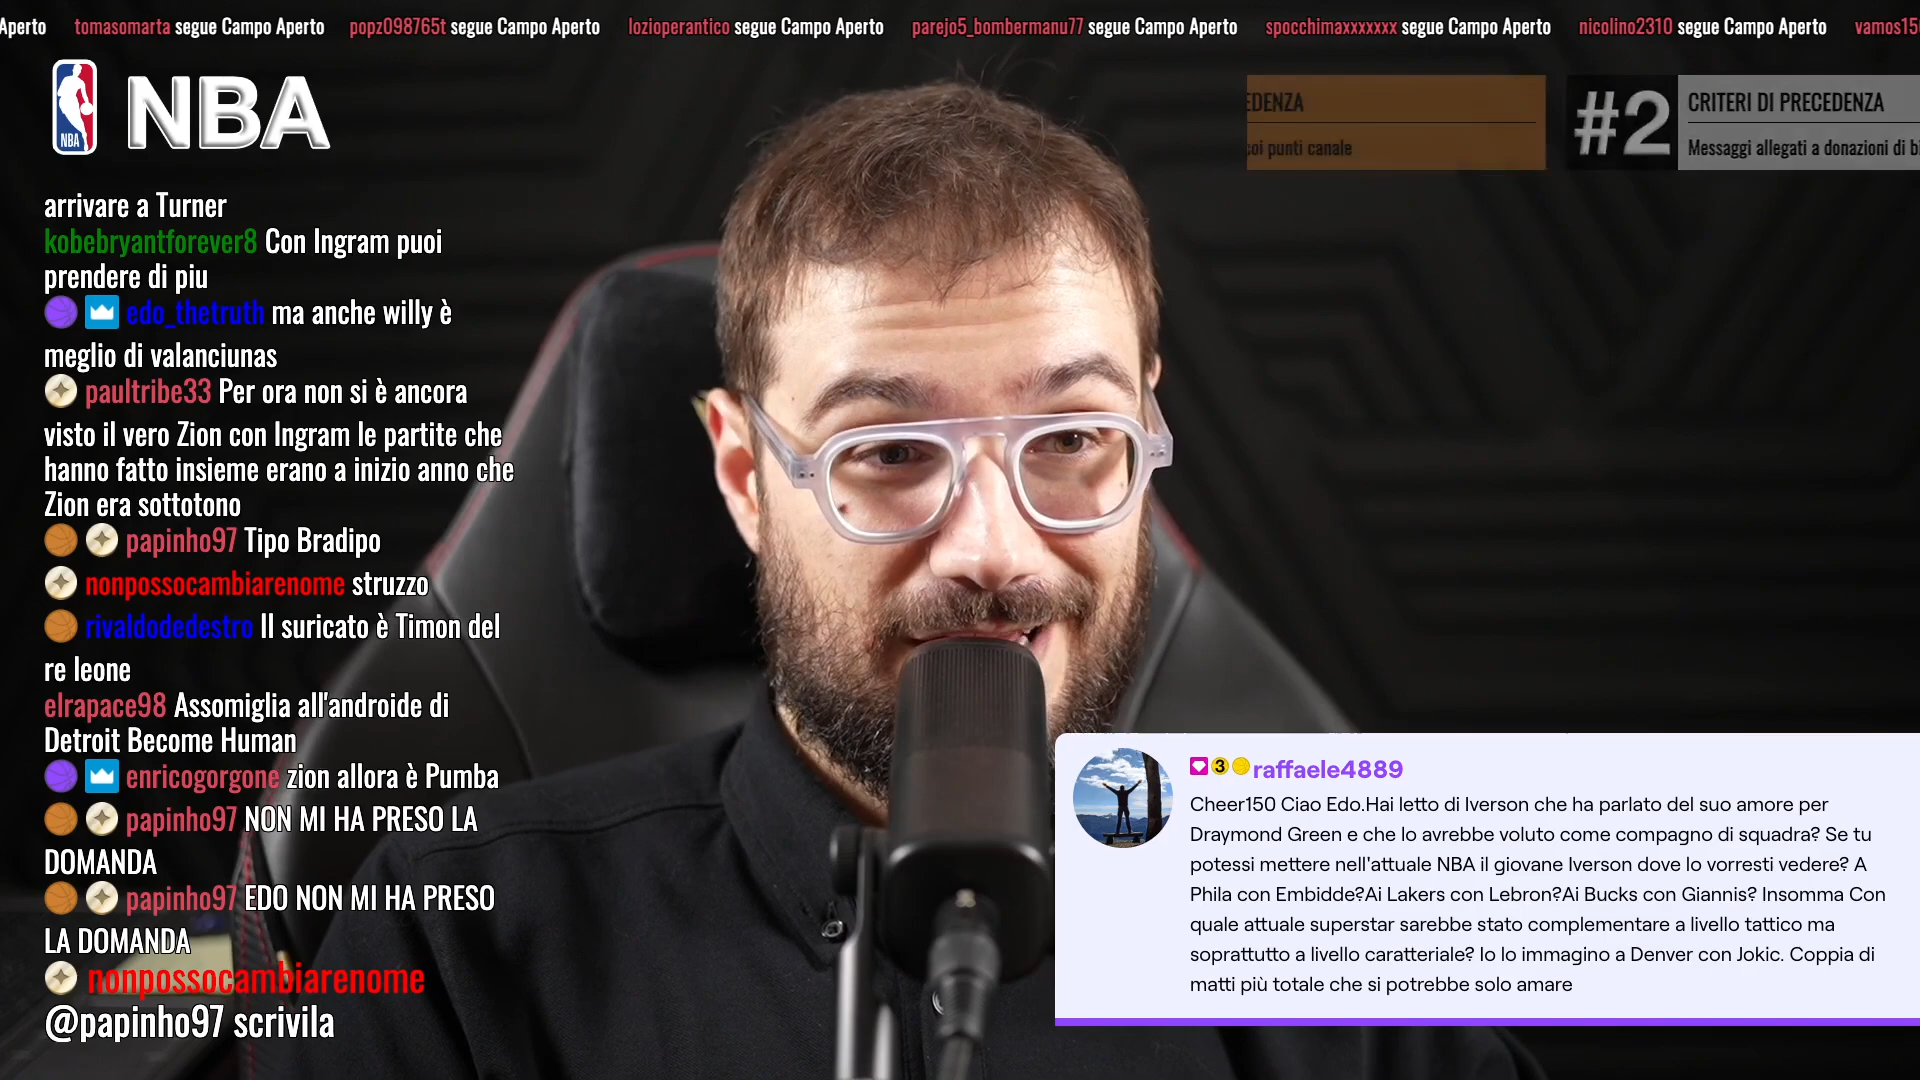 Aperto tomasomarta segue Campo Aperto popz098765t segue Campo Aperto lozioperantico segue Campo Aperto parejo5_bombermanu77 segue Campo Aperto spocchimaxxxxxxx segue Campo Aperto nicolino2310 segue Campo Aperto vamos15
NBA NBA
EDENZA
coi punti canale
#2 CRITERI DI PRECEDENZA
Messaggi allegati a donazioni di bi
arrivare a Turner
kobebryantforever8 Con Ingram puoi
prendere di piu
edo_thetruth ma anche willy è
meglio di valanciunas
paultribe33 Per ora non si è ancora
visto il vero Zion con Ingram le partite che
hanno fatto insieme erano a inizio anno che
Zion era sottotono
papinho97 Tipo Bradipo
nonpossocambiarenome struzzo
rivaldodedestro Il suricato è Timon del
re leone
elrapace98 Assomiglia all'androide di
Detroit Become Human
enricogorgone zion allora è Pumba
papinho97 NON MI HA PRESO LA
DOMANDA
papinho97 EDO NON MI HA PRESO
LA DOMANDA
nonpossocambiarenome
@papinho97 scrivila
3 raffaele4889
Cheer150 Ciao Edo.Hai letto di Iverson che ha parlato del suo amore per
Draymond Green e che lo avrebbe voluto come compagno di squadra? Se tu
potessi mettere nell'attuale NBA il giovane Iverson dove lo vorresti vedere? A
Phila con Embidde?Ai Lakers con Lebron?Ai Bucks con Giannis? Insomma Con
quale attuale superstar sarebbe stato complementare a livello tattico ma
soprattutto a livello caratteriale? Io lo immagino a Denver con Jokic. Coppia di
matti più totale che si potrebbe solo amare